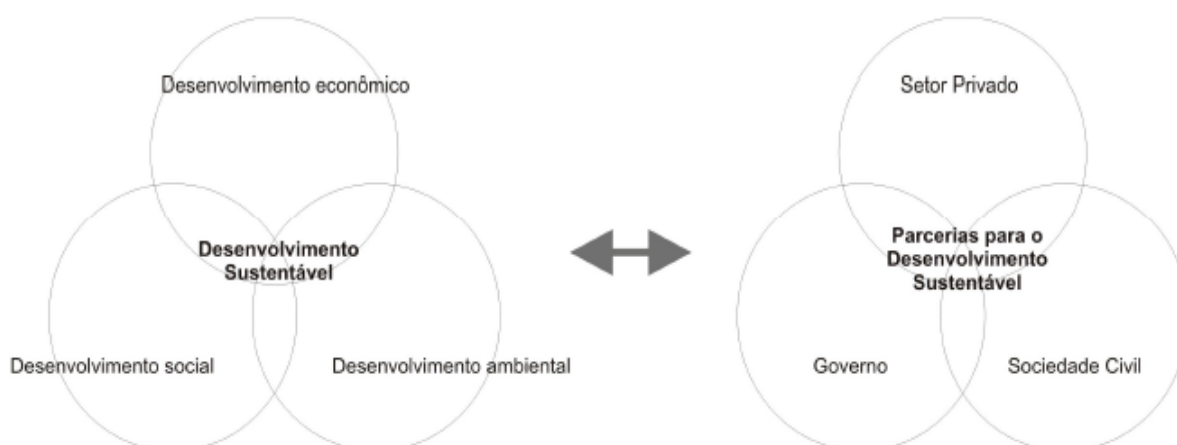 Desenvolvimento econômico
Desenvolvimento
Sustentável
Desenvolvimento social
Desenvolvimento ambiental
Setor Privado
Parcerias para o
Desenvolvimento
Sustentável
Governo
Sociedade Civil